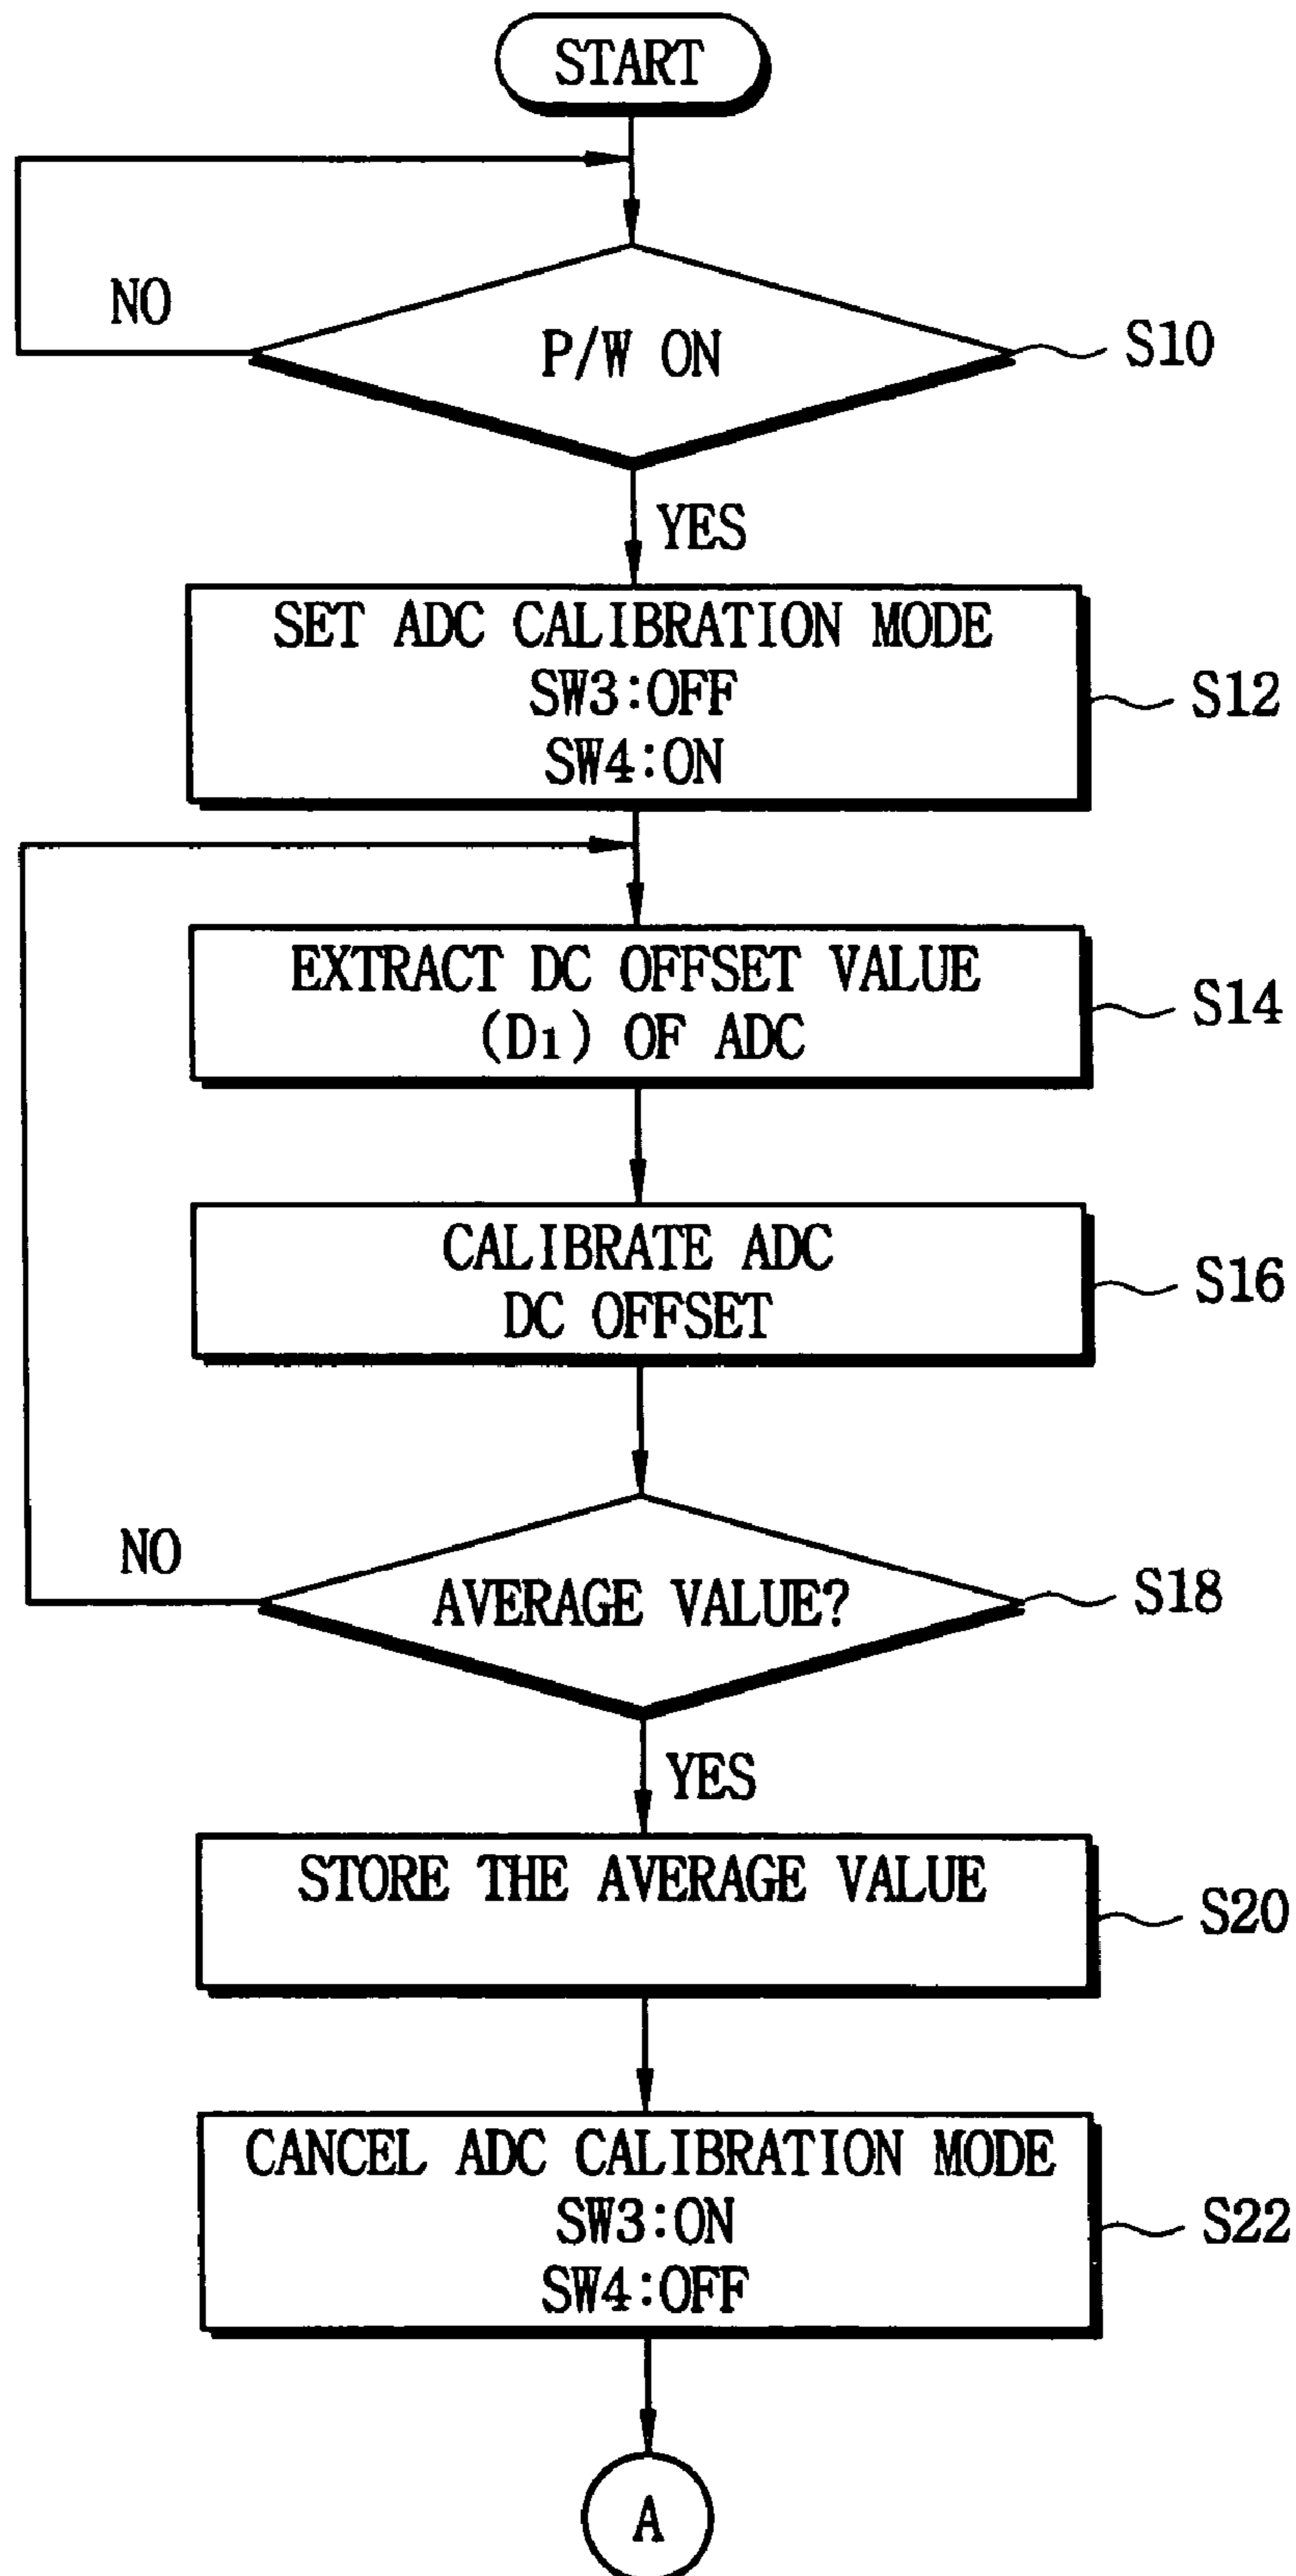 START
NO
P/W ON
S10
YES
SET ADC CALIBRATION MODE
SW3:OFF
SW4:ON
S12
EXTRACT DC OFFSET VALUE
(D1) OF ADC
S14
CALIBRATE ADC
DC OFFSET
S16
NO
AVERAGE VALUE?
S18
YES
STORE THE AVERAGE VALUE
S20
CANCEL ADC CALIBRATION MODE
SW3:ON
SW4:OFF
S22
A